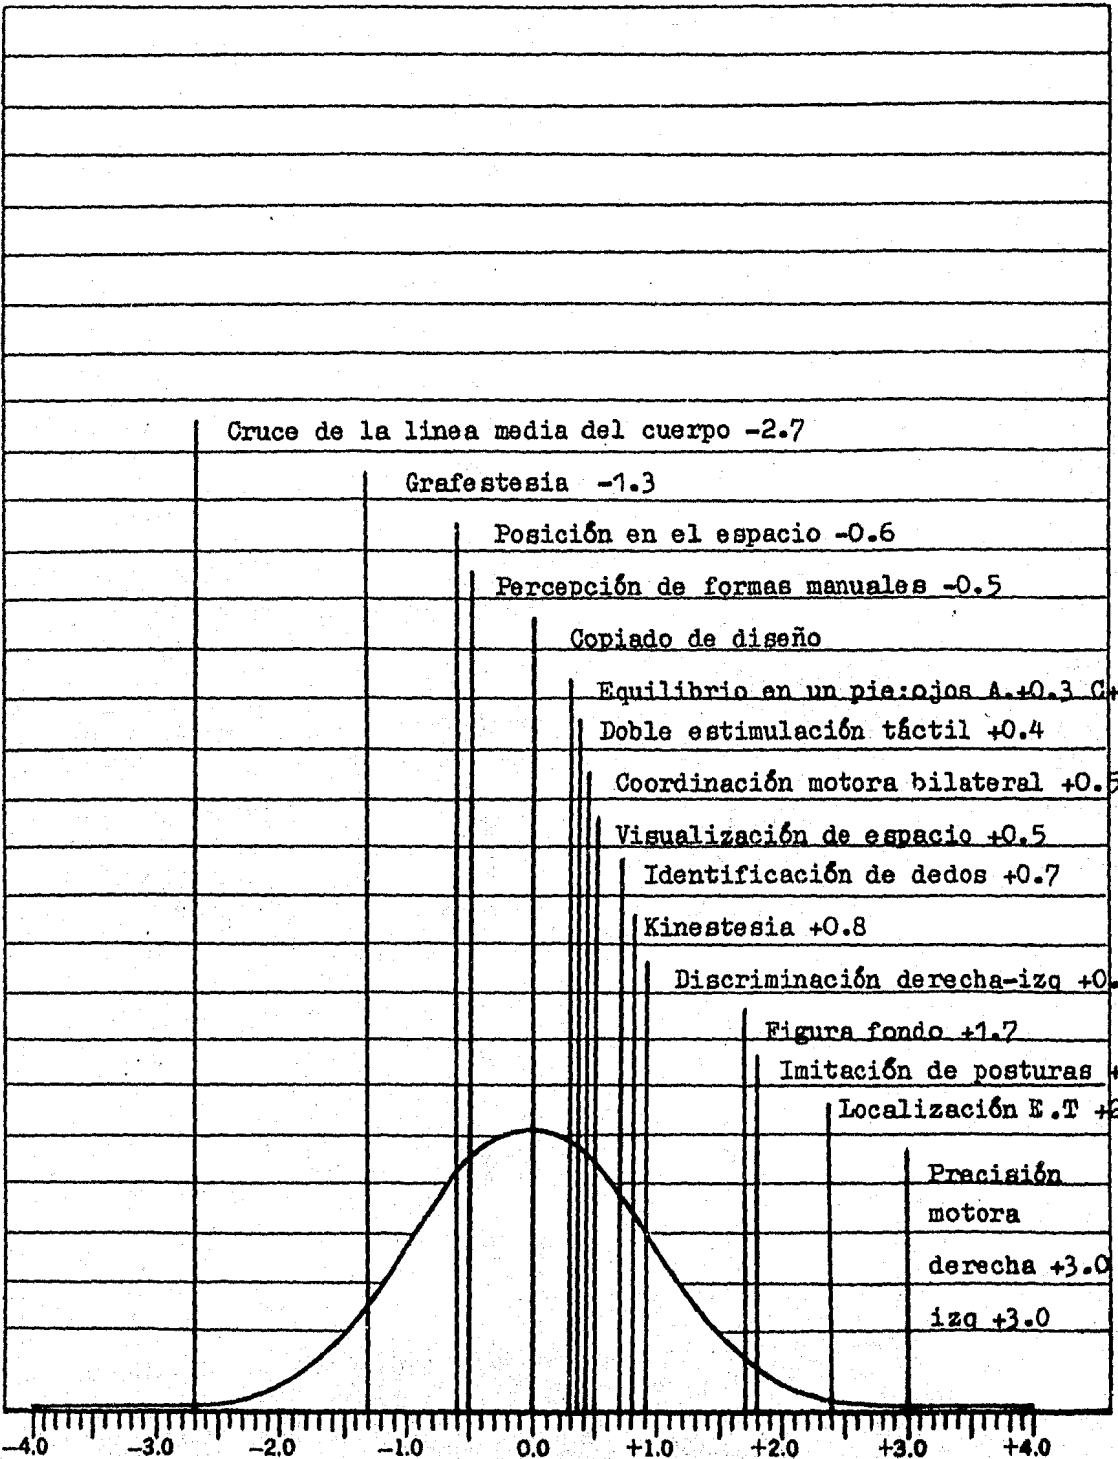 Cruce de la linea media del cuerpo -2.7
Grafestesia -1.3
Posición en el espacio -0.6
Percepción de formas manuales -0.5
Copiado de diseño
Equilibrio en un pie:ojos A.+0.3 C+
Doble estimulación táctil +0.4
Coordinación motora bilateral +0.5
Visualización de espacio +0.5
Identificación de dedos +0.7
Kinestesia +0.8
Discriminación derecha-izq +0.
Figura fondo +1.7
Imitación de posturas +
Localización E.T +2
Precisión
motora
derecha +3.0
izq +3.0
-4.0 -3.0 -2.0 -1.0 0.0 +1.0 +2.0 +3.0 +4.0